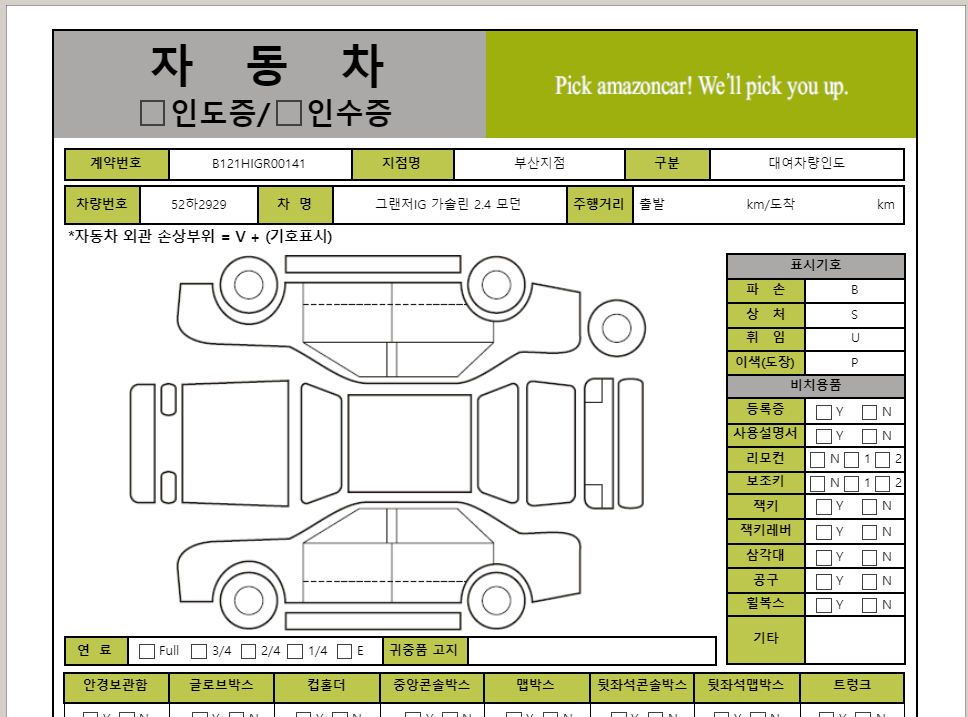 자 동 차
□인도증/□인수증
Pick amazoncar! We'll pick you up.
계약번호 B121HIGR00141 지점명 부산지점 구분 대여차량인도
차량번호 52하2929 차 명 그랜저IG 가솔린 2.4 모던 주행거리 출발 km/도착 km
*자동차 외관 손상부위 = V + (기호표시)
표시기호
파 손 B
상 처 S
휘 임 U
이색(도장) P
비치용품
등록증 □ Y □ N
사용설명서 □ Y □ N
리모컨 □ N □ 1 □ 2
보조키 □ N □ 1 □ 2
잭키 □ Y □ N
잭키레버 □ Y □ N
삼각대 □ Y □ N
공구 □ Y □ N
휠복스 □ Y □ N
기타
연 료 □ Full □ 3/4 □ 2/4 □ 1/4 □ E 귀중품 고지
안경보관함 글로브박스 컵홀더 중앙콘솔박스 맵박스 뒷좌석콘솔박스 뒷좌석맵박스 트렁크